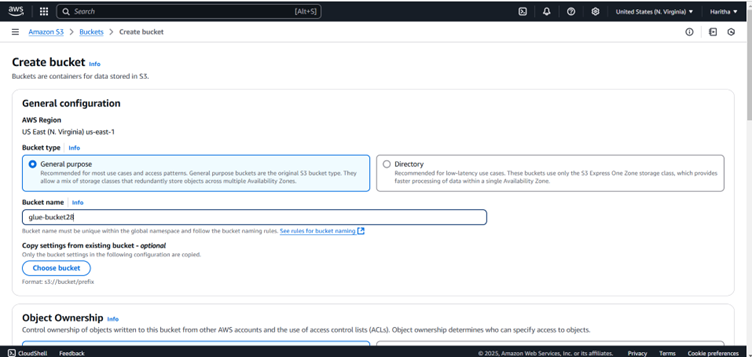 aws
Search [Alt+S] United States (N. Virginia) Haritha
Amazon S3 > Buckets > Create bucket
Create bucket Info
Buckets are containers for data stored in S3.
General configuration
AWS Region
US East (N. Virginia) us-east-1
Bucket type Info
General purpose
Recommended for most use cases and access patterns. General purpose buckets are the original S3 bucket type. They
allow a mix of storage classes that redundantly store objects across multiple Availability Zones.
Directory
Recommended for low-latency use cases. These buckets use only the S3 Express One Zone storage class, which provides
faster processing of data within a single Availability Zone.
Bucket name Info
glue-bucket28
Bucket name must be unique within the global namespace and follow the bucket naming rules. See rules for bucket naming
Copy settings from existing bucket - optional
Only the bucket settings in the following configuration are copied.
Choose bucket
Format: s3://bucket/prefix
Object Ownership Info
Control ownership of objects written to this bucket from other AWS accounts and the use of access control lists (ACLs). Object ownership determines who can specify access to objects.
CloudShell Feedback © 2025, Amazon Web Services, Inc. or its affiliates. Privacy Terms Cookie preferences